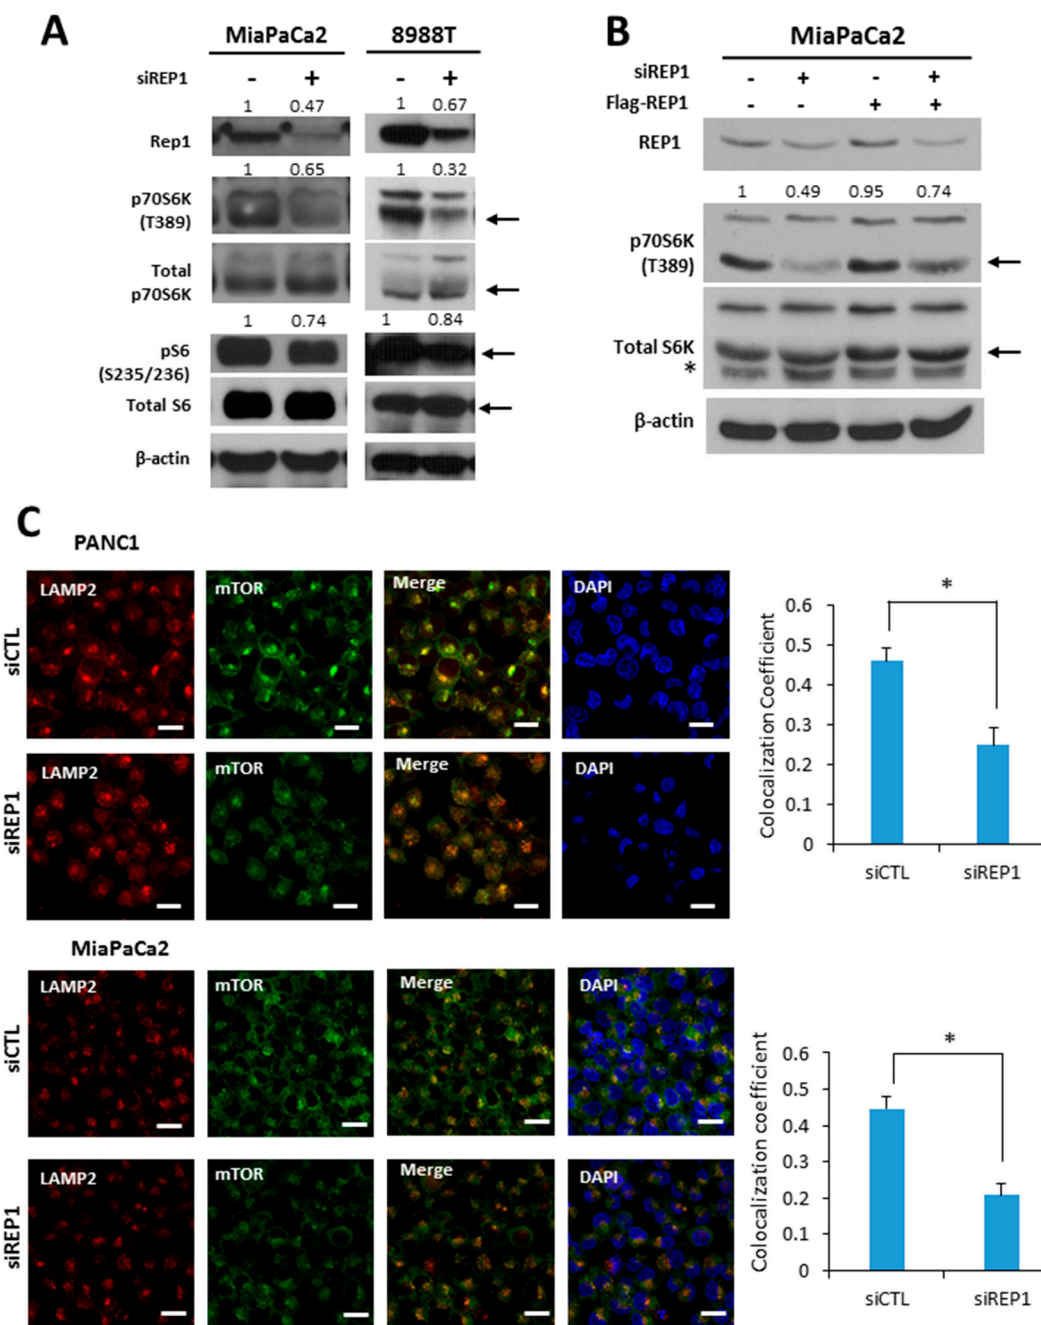 A
MiaPaCa2
8988T
siREP1 - + - +
1 0.47 1 0.67
Rep1
1 0.65 1 0.32
p70S6K
(T389)
Total
p70S6K
1 0.74 1 0.84
pS6
(S235/236)
Total S6
β-actin
B
MiaPaCa2
siREP1 - + - +
Flag-REP1 - - + +
REP1
1 0.49 0.95 0.74
p70S6K
(T389)
Total S6K
*
β-actin
C
PANC1
siCTL
LAMP2 mTOR Merge DAPI
siREP1
LAMP2 mTOR Merge DAPI
Colocalization Coefficient
0.6
0.5
0.4
0.3
0.2
0.1
0
*
siCTL siREP1
MiaPaCa2
siCTL
LAMP2 mTOR Merge DAPI
siREP1
LAMP2 mTOR Merge DAPI
Colocalization coefficient
0.6
0.5
0.4
0.3
0.2
0.1
0
*
siCTL siREP1